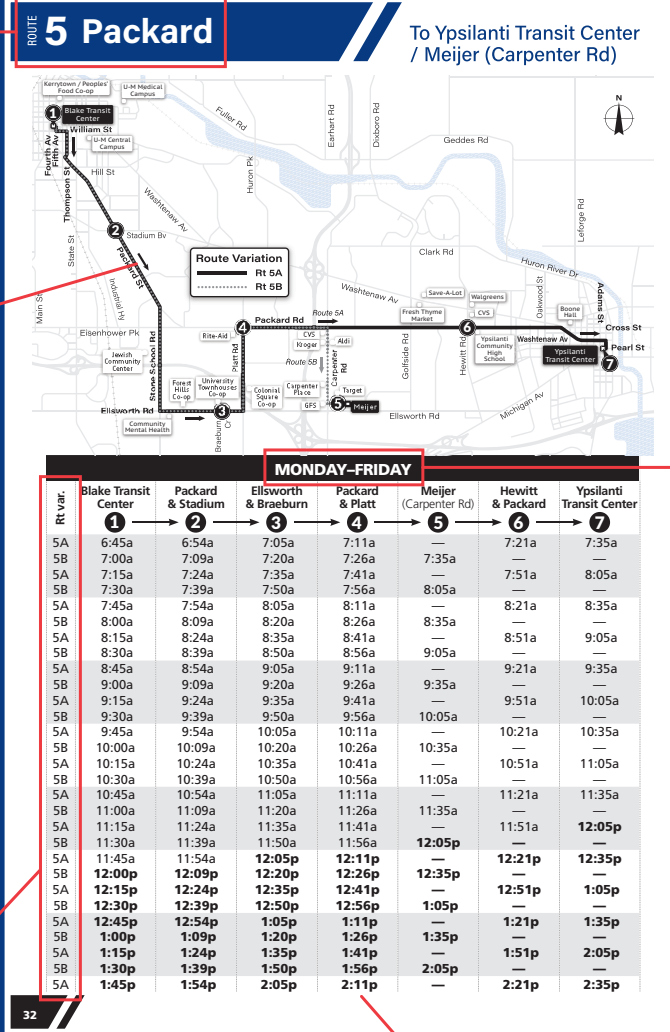 ROUTE 5 Packard
To Ypsilanti Transit Center
/ Meijer (Carpenter Rd)
Kerrytown / Peoples'
Food Co-op
U-M Medical
Campus
1 Blake Transit
Center
William St
U-M Central
Campus
Fourth Av
Fifth Av
Thompson St
Hill St
Fuller Rd
Huron Pk
Earhart Rd
Dixboro Rd
Geddes Rd
N
Washtenaw Av
2
Stadium Bv
State St
Packard St
Industrial Hv
Main St
Route Variation
Rt 5A
Rt 5B
Clark Rd
Leforge Rd
Huron River Dr
Washtenaw Av
Save-A-Lot
Walgreens
Oakwood St
Adams St
Boone
Hall
Fresh Thyme
Market
CVS
Eisenhower Pk
Stone School Rd
Rite-Aid
4
Packard Rd
Route 5A
CVS
Kroger
Aldi
6
Cross St
Washtenaw Av
Pearl St
Ypsilanti
Community
High
School
Ypsilanti
Transit Center
7
Jewish
Community
Center
Platt Rd
Route 5B
Carpenter
Rd
Golfside Rd
Hewitt Rd
Forest
Hills
Co-op
University
Townhouses
Co-op
Colonial
Square
Co-op
Carpenter
Place
Target
GFS
5 Meijer
Michigan Av
Ellsworth Rd
3
Ellsworth Rd
Community
Mental Health
Braeburn
Cr
MONDAY–FRIDAY
Rt var. Blake Transit Packard Ellsworth Packard Meijer Hewitt Ypsilanti
Center & Stadium & Braeburn & Platt (Carpenter Rd) & Packard Transit Center
1 2 3 4 5 6 7
5A 6:45a 6:54a 7:05a 7:11a — 7:21a 7:35a
5B 7:00a 7:09a 7:20a 7:26a 7:35a — —
5A 7:15a 7:24a 7:35a 7:41a — 7:51a 8:05a
5B 7:30a 7:39a 7:50a 7:56a 8:05a — —
5A 7:45a 7:54a 8:05a 8:11a — 8:21a 8:35a
5B 8:00a 8:09a 8:20a 8:26a 8:35a — —
5A 8:15a 8:24a 8:35a 8:41a — 8:51a 9:05a
5B 8:30a 8:39a 8:50a 8:56a 9:05a — —
5A 8:45a 8:54a 9:05a 9:11a — 9:21a 9:35a
5B 9:00a 9:09a 9:20a 9:26a 9:35a — —
5A 9:15a 9:24a 9:35a 9:41a — 9:51a 10:05a
5B 9:30a 9:39a 9:50a 9:56a 10:05a — —
5A 9:45a 9:54a 10:05a 10:11a — 10:21a 10:35a
5B 10:00a 10:09a 10:20a 10:26a 10:35a — —
5A 10:15a 10:24a 10:35a 10:41a — 10:51a 11:05a
5B 10:30a 10:39a 10:50a 10:56a 11:05a — —
5A 10:45a 10:54a 11:05a 11:11a — 11:21a 11:35a
5B 11:00a 11:09a 11:20a 11:26a 11:35a — —
5A 11:15a 11:24a 11:35a 11:41a — 11:51a 12:05p
5B 11:30a 11:39a 11:50a 11:56a 12:05p — —
5A 11:45a 11:54a 12:05p 12:11p — 12:21p 12:35p
5B 12:00p 12:09p 12:20p 12:26p 12:35p — —
5A 12:15p 12:24p 12:35p 12:41p — 12:51p 1:05p
5B 12:30p 12:39p 12:50p 12:56p 1:05p — —
5A 12:45p 12:54p 1:05p 1:11p — 1:21p 1:35p
5B 1:00p 1:09p 1:20p 1:26p 1:35p — —
5A 1:15p 1:24p 1:35p 1:41p — 1:51p 2:05p
5B 1:30p 1:39p 1:50p 1:56p 2:05p — —
5A 1:45p 1:54p 2:05p 2:11p — 2:21p 2:35p
32